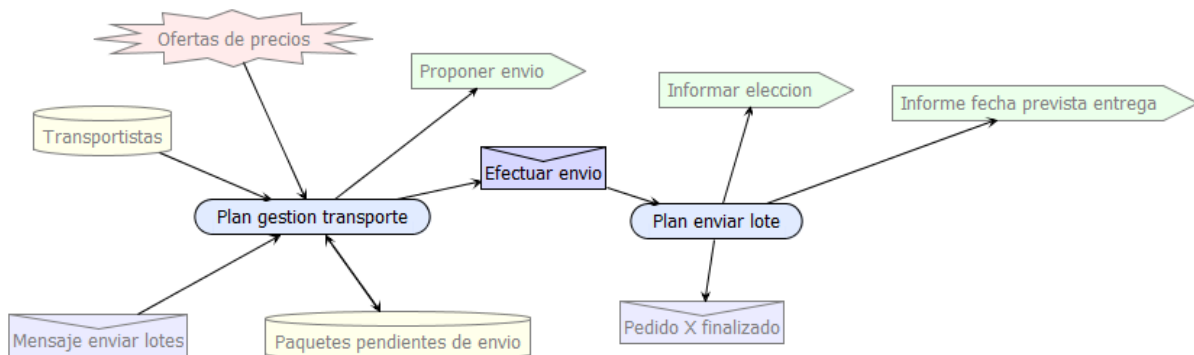 Ofertas de precios
Proponer envio
Informar eleccion
Informe fecha prevista entrega
Transportistas
Efectuar envio
Plan gestion transporte
Plan enviar lote
Mensaje enviar lotes
Paquetes pendientes de envio
Pedido X finalizado